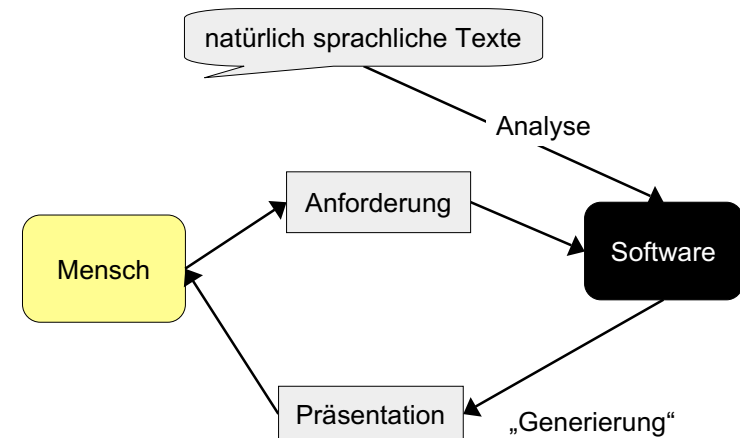 natürlich sprachliche Texte
Analyse
Anforderung
Mensch
Software
Präsentation
„Generierung“